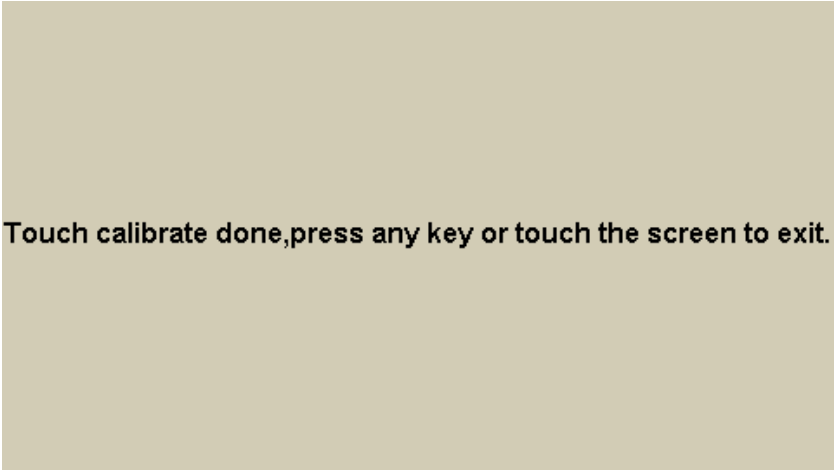 Touch calibrate done,press any key or touch the screen to exit.